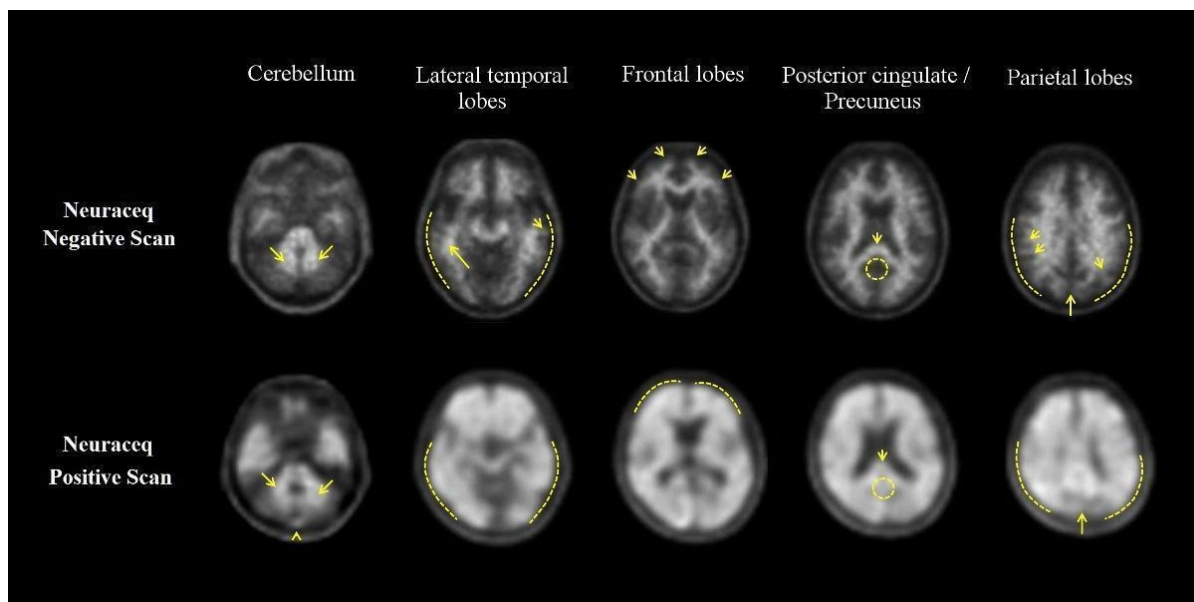 Cerebellum
Lateral temporal
lobes
Frontal lobes
Posterior cingulate /
Precuneus
Parietal lobes
Neuraceq
Negative Scan
Neuraceq
Positive Scan